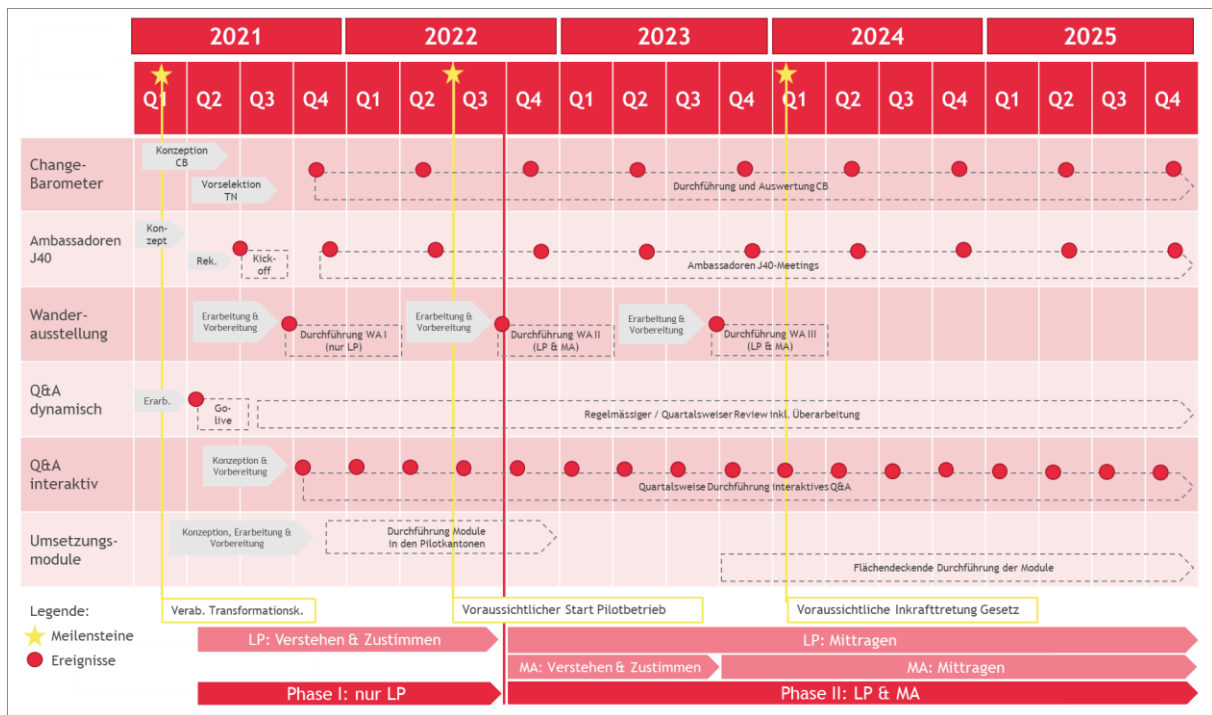 2021 2022 2023 2024 2025
Q1 Q2 Q3 Q4 Q1 Q2 Q3 Q4 Q1 Q2 Q3 Q4 Q1 Q2 Q3 Q4 Q1 Q2 Q3 Q4
Change-
Barometer
Konzeption
CB
Vorselektion
TN
Durchführung und Auswertung CB
Ambassadoren
J40
Kon-
zept
Rek.
Kick-
off
Ambassadoren J40-Meetings
Wander-
ausstellung
Erarbeitung &
Vorbereitung
Durchführung WA I
(nur LP)
Erarbeitung &
Vorbereitung
Durchführung WA II
(LP & MA)
Erarbeitung &
Vorbereitung
Durchführung WA III
(LP & MA)
Q&A
dynamisch
Erarb.
Go-
live
Regelmässiger / Quartalsweiser Review inkl. Überarbeitung
Q&A
interaktiv
Konzeption &
Vorbereitung
Quartalsweise Durchführung interaktives Q&A
Umsetzungs-
module
Konzeption, Erarbeitung &
Vorbereitung
Durchführung Module
in den Pilotkantonen
Flächendeckende Durchführung der Module
Legende:
Meilensteine
Ereignisse
Verab. Transformationsk.
Voraussichtlicher Start Pilotbetrieb
Voraussichtliche Inkrafttretung Gesetz
LP: Verstehen & Zustimmen
LP: Mittragen
MA: Verstehen & Zustimmen
MA: Mittragen
Phase I: nur LP
Phase II: LP & MA